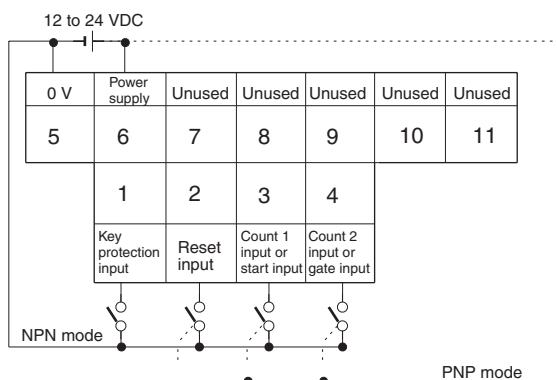 12 to 24 VDC
0 V
Power
supply
Unused
Unused
Unused
Unused
Unused
5
6
7
8
9
10
11
1
2
3
4
Key
protection
input
Reset
input
Count 1
input or
start input
Count 2
input or
gate input
NPN mode
PNP mode